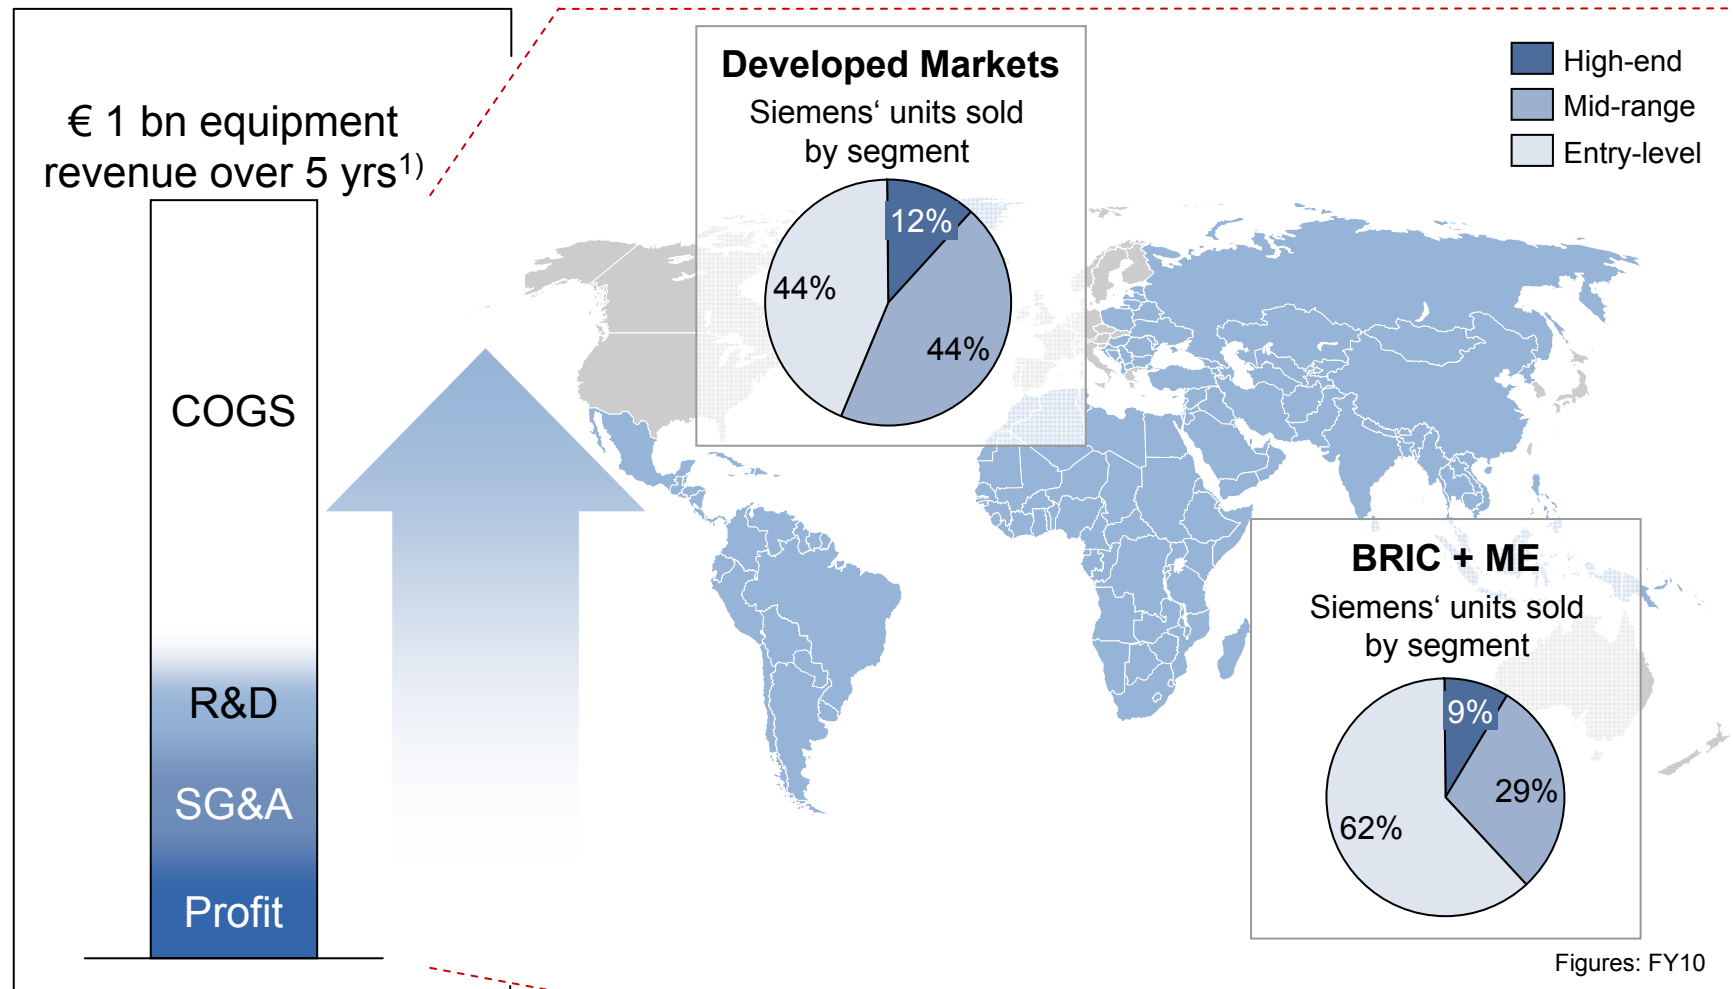 € 1 bn equipment
revenue over 5 yrs1)
COGS
R&D
SG&A
Profit
Developed Markets
Siemens‘ units sold
by segment
12%
44%
44%
High-end
Mid-range
Entry-level
BRIC + ME
Siemens‘ units sold
by segment
9%
29%
62%
Figures: FY10